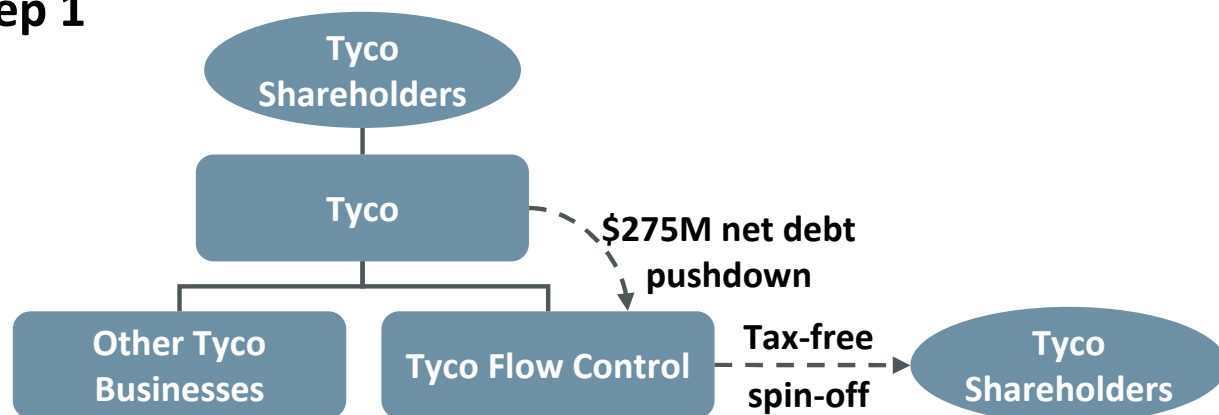 ep 1
Tyco
Shareholders
Tyco
$275M net debt
pushdown
Other Tyco
Businesses
Tyco Flow Control
Tax-free
spin-off
Tyco
Shareholders